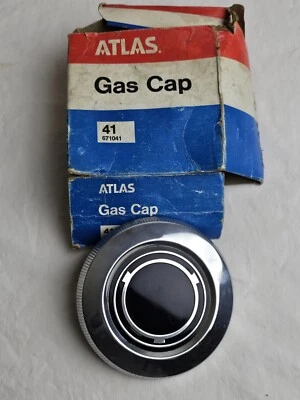 ATLAS.
Gas Cap
41
671041
ATLAS
Gas Cap